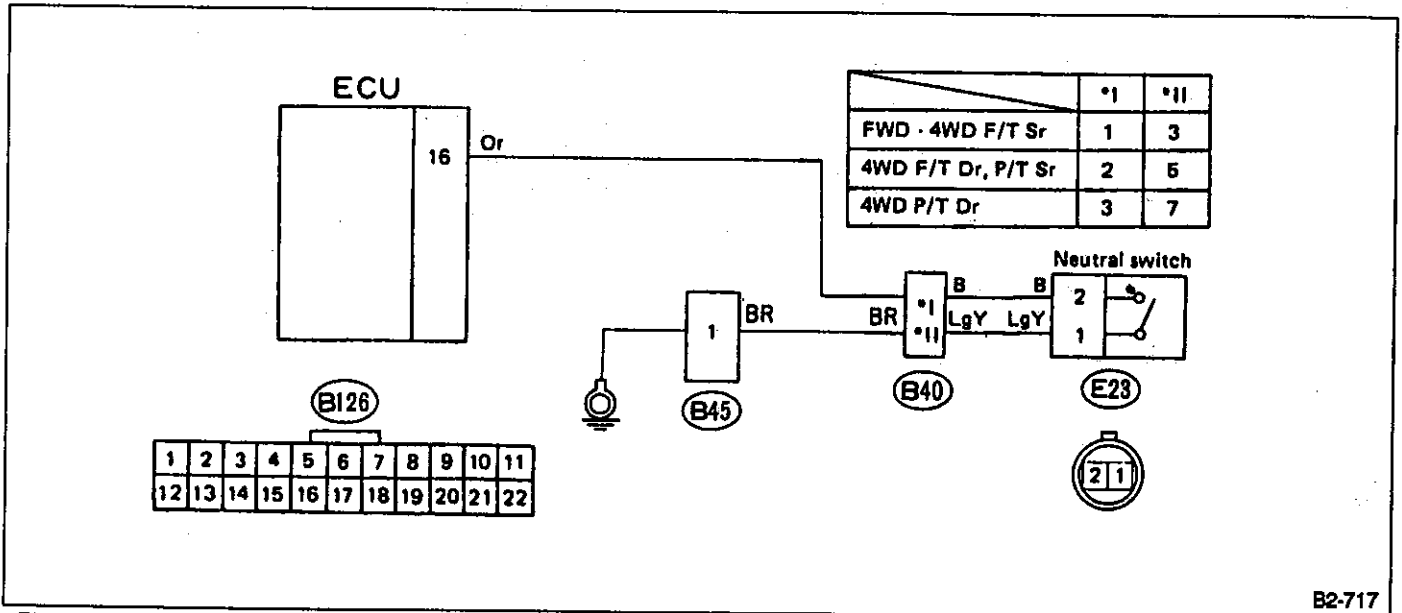 ECU
16 Or
*I *II
FWD · 4WD F/T Sr 1 3
4WD F/T Dr, P/T Sr 2 5
4WD P/T Dr 3 7
Neutral switch
B B 2
*I
1 BR BR *II LgY LgY 1
B126 B45 B40 E23
1 2 3 4 5 6 7 8 9 10 11
12 13 14 15 16 17 18 19 20 21 22
2 1
B2-717